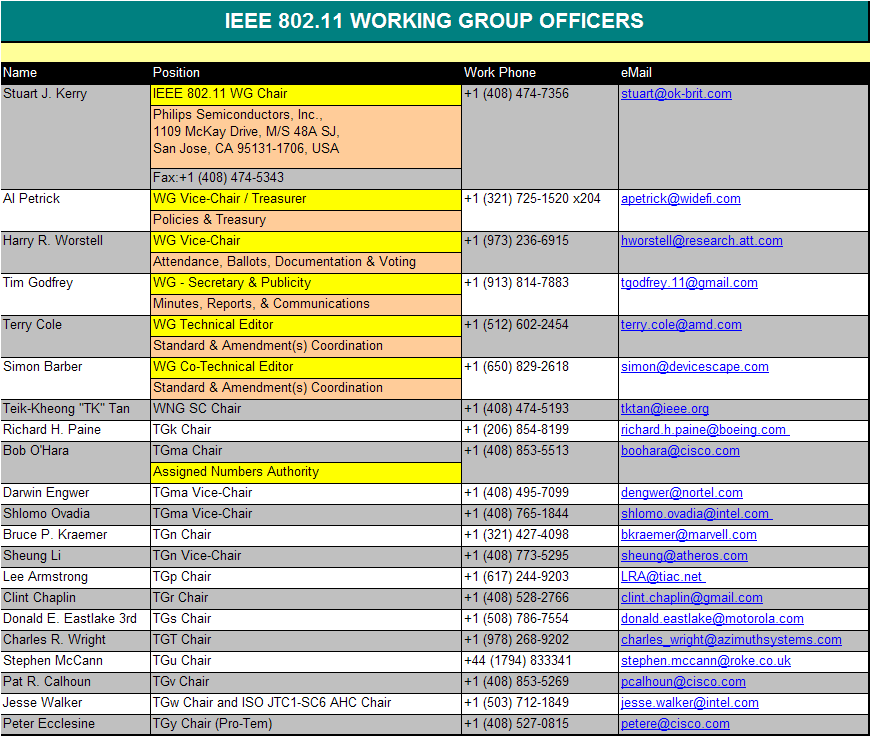 IEEE 802.11 WORKING GROUP OFFICERS
Name Position Work Phone eMail
Stuart J. Kerry IEEE 802.11 WG Chair +1 (408) 474-7356 stuart@ok-brit.com
Philips Semiconductors, Inc.,
1109 McKay Drive, M/S 48A SJ,
San Jose, CA 95131-1706, USA
Fax:+1 (408) 474-5343
Al Petrick WG Vice-Chair / Treasurer +1 (321) 725-1520 x204 apetrick@widefi.com
Policies & Treasury
Harry R. Worstell WG Vice-Chair +1 (973) 236-6915 hworstell@research.att.com
Attendance, Ballots, Documentation & Voting
Tim Godfrey WG - Secretary & Publicity +1 (913) 814-7883 tgodfrey.11@gmail.com
Minutes, Reports, & Communications
Terry Cole WG Technical Editor +1 (512) 602-2454 terry.cole@amd.com
Standard & Amendment(s) Coordination
Simon Barber WG Co-Technical Editor +1 (650) 829-2618 simon@devicescape.com
Standard & Amendment(s) Coordination
Teik-Kheong "TK" Tan WNG SC Chair +1 (408) 474-5193 tktan@ieee.org
Richard H. Paine TGk Chair +1 (206) 854-8199 richard.h.paine@boeing.com
Bob O'Hara TGma Chair +1 (408) 853-5513 boohara@cisco.com
Assigned Numbers Authority
Darwin Engwer TGma Vice-Chair +1 (408) 495-7099 dengwer@nortel.com
Shlomo Ovadia TGma Vice-Chair +1 (408) 765-1844 shlomo.ovadia@intel.com
Bruce P. Kraemer TGn Chair +1 (321) 427-4098 bkraemer@marvell.com
Sheung Li TGn Vice-Chair +1 (408) 773-5295 sheung@atheros.com
Lee Armstrong TGp Chair +1 (617) 244-9203 LRA@tiac.net
Clint Chaplin TGr Chair +1 (408) 528-2766 clint.chaplin@gmail.com
Donald E. Eastlake 3rd TGs Chair +1 (508) 786-7554 donald.eastlake@motorola.com
Charles R. Wright TGT Chair +1 (978) 268-9202 charles_wright@azimuthsystems.com
Stephen McCann TGu Chair +44 (1794) 833341 stephen.mccann@roke.co.uk
Pat R. Calhoun TGv Chair +1 (408) 853-5269 pcalhoun@cisco.com
Jesse Walker TGw Chair and ISO JTC1-SC6 AHC Chair +1 (503) 712-1849 jesse.walker@intel.com
Peter Ecclesine TGy Chair (Pro-Tem) +1 (408) 527-0815 petere@cisco.com